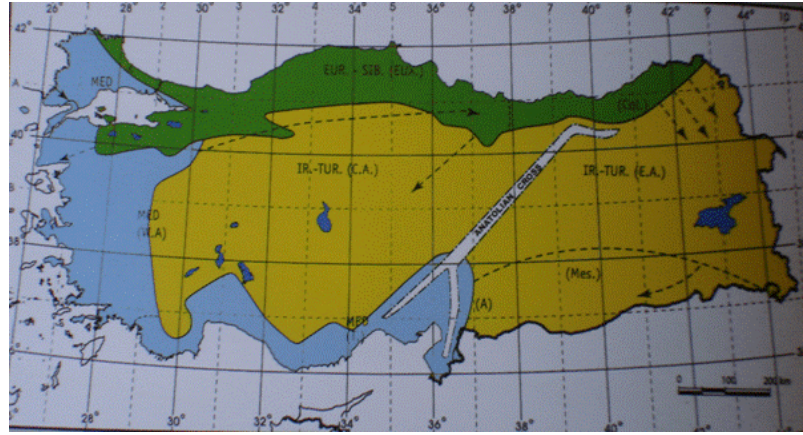 26° 28° 30° 32° 34° 36° 38° 40° 42° 44°
42°
MED
EUR. - SIB. (EUX.)
(Col.)
A
40
IR.-TUR. (C.A.)
IR.-TUR. (E.A.)
ANATOLIAN CROSS
MED
(W.A)
38
(Mes.)
(A)
MED
0 100 200 km
28° 30° 32° 34° 36° 38° 40° 42° 44°